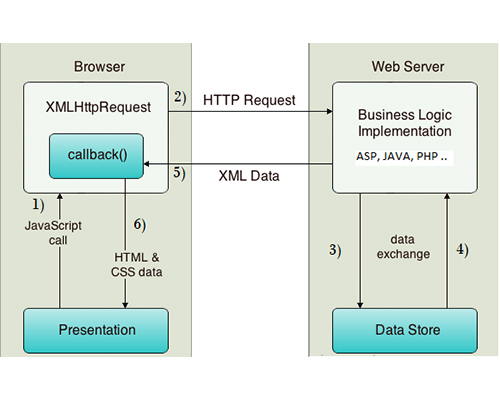 Browser
Web Server
XMLHttpRequest
2)
HTTP Request
Business Logic
Implementation
ASP, JAVA, PHP ..
callback()
5)
XML Data
1)
JavaScript
call
6)
HTML &
CSS data
3)
data
exchange
4)
Presentation
Data Store